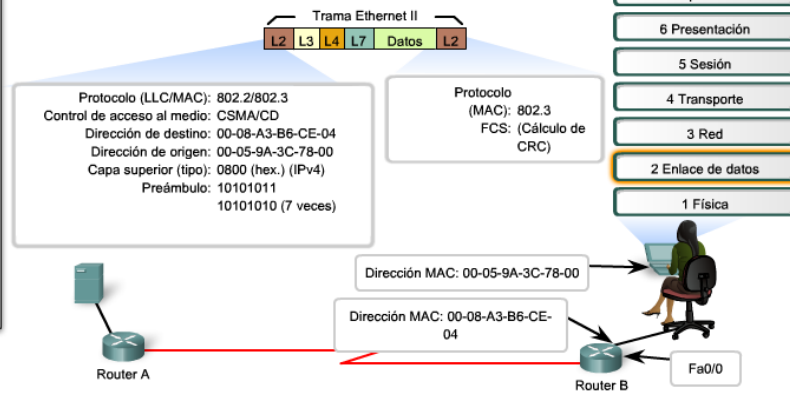 Trama Ethernet II
L2 L3 L4 L7 Datos L2
Protocolo (LLC/MAC): 802.2/802.3
Control de acceso al medio: CSMA/CD
Dirección de destino: 00-08-A3-B6-CE-04
Dirección de origen: 00-05-9A-3C-78-00
Capa superior (tipo): 0800 (hex.) (IPv4)
Preámbulo: 10101011
10101010 (7 veces)
Protocolo
(MAC): 802.3
FCS: (Cálculo de
CRC)
6 Presentación
5 Sesión
4 Transporte
3 Red
2 Enlace de datos
1 Física
Dirección MAC: 00-05-9A-3C-78-00
Dirección MAC: 00-08-A3-B6-CE-
04
Router A
Router B
Fa0/0